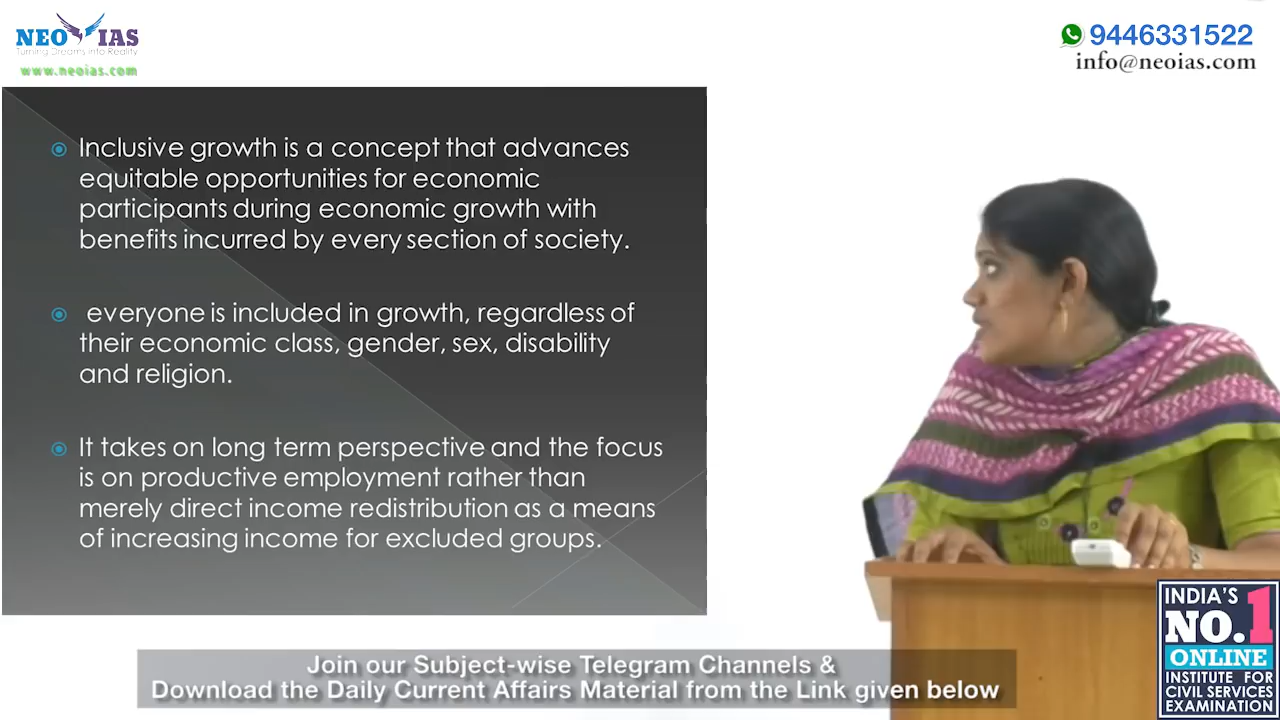 NEO IAS
Turning Dreams into Reality
www.neoias.com
9446331522
info@neoias.com
Inclusive growth is a concept that advances
equitable opportunities for economic
participants during economic growth with
benefits incurred by every section of society.
everyone is included in growth, regardless of
their economic class, gender, sex, disability
and religion.
It takes on long term perspective and the focus
is on productive employment rather than
merely direct income redistribution as a means
of increasing income for excluded groups.
INDIA'S
NO.1
ONLINE
INSTITUTE FOR
CIVIL SERVICES
EXAMINATION
Join our Subject-wise Telegram Channels &
Download the Daily Current Affairs Material from the Link given below